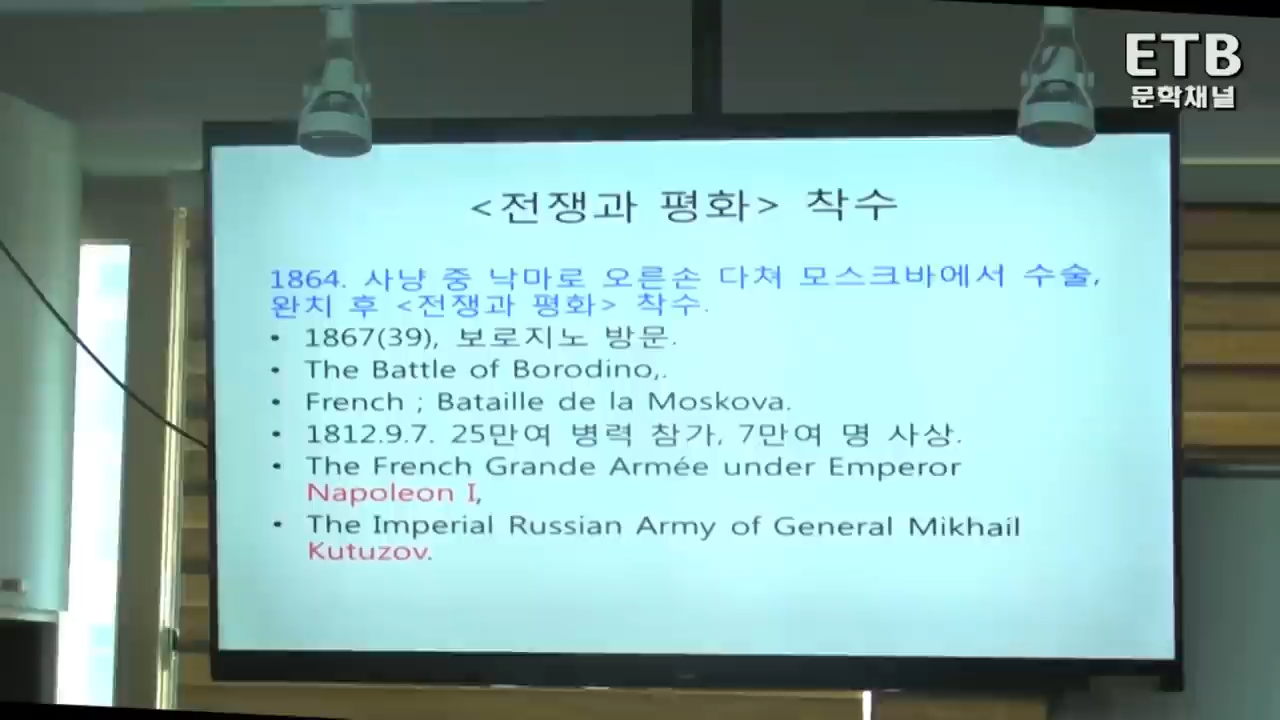 ETB
문학채널
<전쟁과 평화> 착수
1864. 사냥 중 낙마로 오른손 다쳐 모스크바에서 수술,
완치 후 <전쟁과 평화> 착수.
• 1867(39), 보로지노 방문.
• The Battle of Borodino,.
• French ; Bataille de la Moskova.
• 1812.9.7. 25만여 병력 참가, 7만여 명 사상.
• The French Grande Armée under Emperor
Napoleon I,
• The Imperial Russian Army of General Mikhail
Kutuzov.